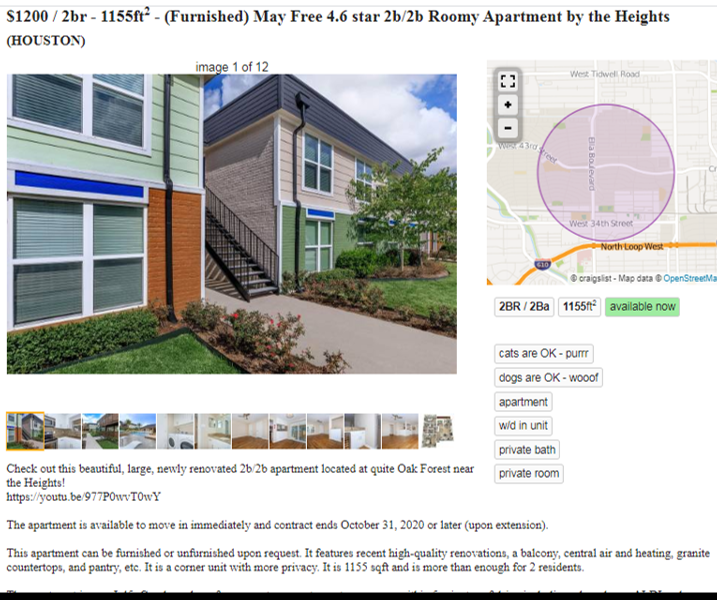 $1200 / 2br - 1155ft² - (Furnished) May Free 4.6 star 2b/2b Roomy Apartment by the Heights
(HOUSTON)
image 1 of 12
West Tidwell Road
+
−
West 43rd Street
Ella Boulevard
West 34th Street
North Loop West
610
© craigslist - Map data © OpenStreetMa
2BR / 2Ba
1155ft²
available now
cats are OK - purrr
dogs are OK - wooof
apartment
w/d in unit
private bath
private room
Check out this beautiful, large, newly renovated 2b/2b apartment located at quite Oak Forest near
the Heights!
https://youtu.be/977P0wvT0wY
The apartment is available to move in immediately and contract ends October 31, 2020 or later (upon extension).
This apartment can be furnished or unfurnished upon request. It features recent high-quality renovations, a balcony, central air and heating, granite
countertops, and pantry, etc. It is a corner unit with more privacy. It is 1155 sqft and is more than enough for 2 residents.